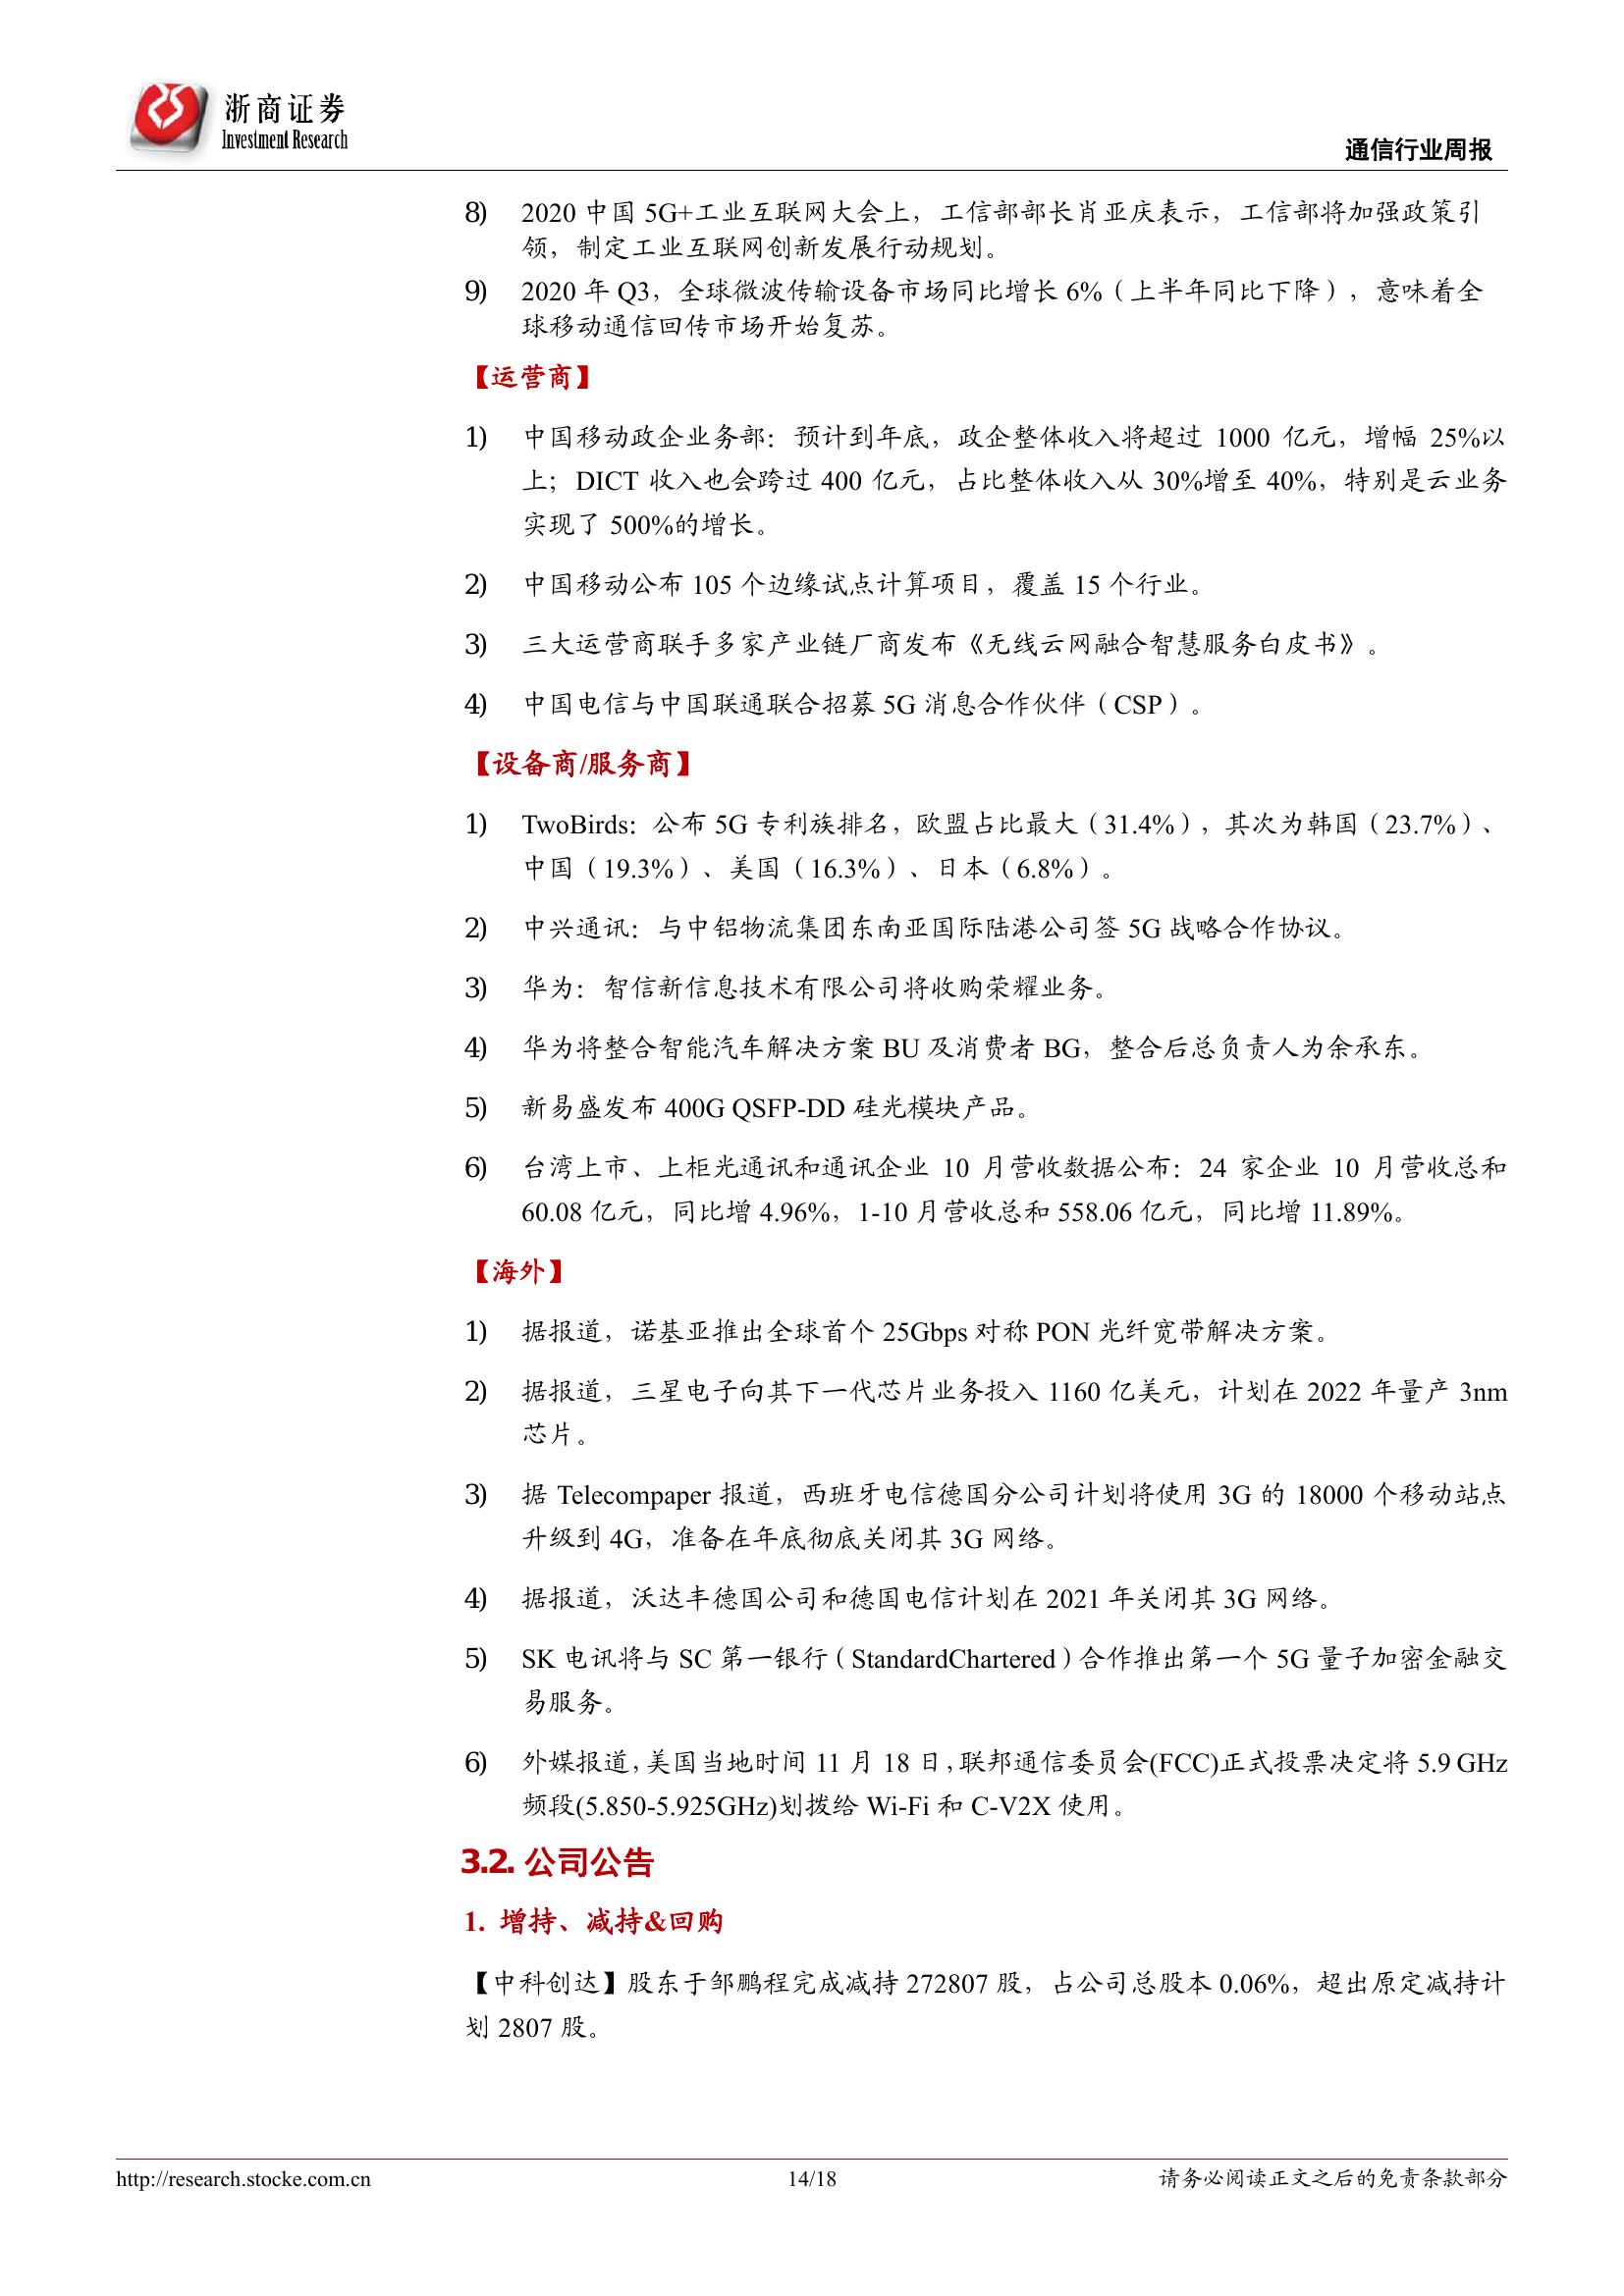 浙商证券
Investment Research
通信行业周报
8) 2020 中国 5G+工业互联网大会上，工信部部长肖亚庆表示，工信部将加强政策引
领，制定工业互联网创新发展行动规划。
9) 2020 年 Q3，全球微波传输设备市场同比增长 6%（上半年同比下降），意味着全
球移动通信回传市场开始复苏。
【运营商】
1) 中国移动政企业务部：预计到年底，政企整体收入将超过 1000 亿元，增幅 25%以
上；DICT 收入也会跨过 400 亿元，占比整体收入从 30%增至 40%，特别是云业务
实现了 500%的增长。
2) 中国移动公布 105 个边缘试点计算项目，覆盖 15 个行业。
3) 三大运营商联手多家产业链厂商发布《无线云网融合智慧服务白皮书》。
4) 中国电信与中国联通联合招募 5G 消息合作伙伴（CSP）。
【设备商/服务商】
1) TwoBirds：公布 5G 专利族排名，欧盟占比最大（31.4%），其次为韩国（23.7%）、
中国（19.3%）、美国（16.3%）、日本（6.8%）。
2) 中兴通讯：与中铝物流集团东南亚国际陆港公司签 5G 战略合作协议。
3) 华为：智信新信息技术有限公司将收购荣耀业务。
4) 华为将整合智能汽车解决方案 BU 及消费者 BG，整合后总负责人为余承东。
5) 新易盛发布 400G QSFP-DD 硅光模块产品。
6) 台湾上市、上柜光通讯和通讯企业 10 月营收数据公布：24 家企业 10 月营收总和
60.08 亿元，同比增 4.96%，1-10 月营收总和 558.06 亿元，同比增 11.89%。
【海外】
1) 据报道，诺基亚推出全球首个 25Gbps 对称 PON 光纤宽带解决方案。
2) 据报道，三星电子向其下一代芯片业务投入 1160 亿美元，计划在 2022 年量产 3nm
芯片。
3) 据 Telecompaper 报道，西班牙电信德国分公司计划将使用 3G 的 18000 个移动站点
升级到 4G，准备在年底彻底关闭其 3G 网络。
4) 据报道，沃达丰德国公司和德国电信计划在 2021 年关闭其 3G 网络。
5) SK 电讯将与 SC 第一银行（StandardChartered）合作推出第一个 5G 量子加密金融交
易服务。
6) 外媒报道，美国当地时间 11 月 18 日，联邦通信委员会(FCC)正式投票决定将 5.9 GHz
频段(5.850-5.925GHz)划拨给 Wi-Fi 和 C-V2X 使用。
3.2. 公司公告
1. 增持、减持&回购
【中科创达】股东于邹鹏程完成减持 272807 股，占公司总股本 0.06%，超出原定减持计
划 2807 股。
http://research.stocke.com.cn
14/18
请务必阅读正文之后的免责条款部分